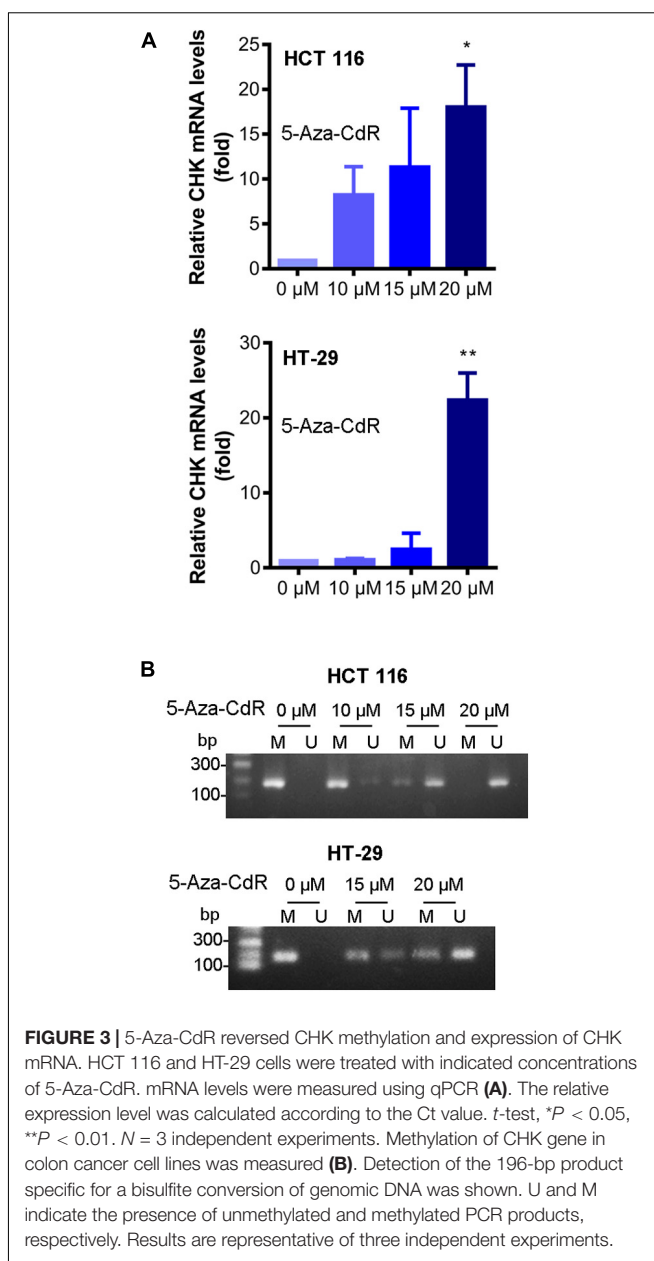 A
HCT 116
5-Aza-CdR
*
Relative CHK mRNA levels
(fold)
25
20
15
10
5
0
0 µM 10 µM 15 µM 20 µM
HT-29
5-Aza-CdR
**
Relative CHK mRNA levels
(fold)
30
20
10
0
0 µM 10 µM 15 µM 20 µM
B
HCT 116
5-Aza-CdR 0 µM 10 µM 15 µM 20 µM
bp M U M U M U M U
300-
100-
HT-29
5-Aza-CdR 0 µM 15 µM 20 µM
bp M U M U M U
300-
100-
FIGURE 3 | 5-Aza-CdR reversed CHK methylation and expression of CHK
mRNA. HCT 116 and HT-29 cells were treated with indicated concentrations
of 5-Aza-CdR. mRNA levels were measured using qPCR (A). The relative
expression level was calculated according to the Ct value. t-test, *P < 0.05,
**P < 0.01. N = 3 independent experiments. Methylation of CHK gene in
colon cancer cell lines was measured (B). Detection of the 196-bp product
specific for a bisulfite conversion of genomic DNA was shown. U and M
indicate the presence of unmethylated and methylated PCR products,
respectively. Results are representative of three independent experiments.